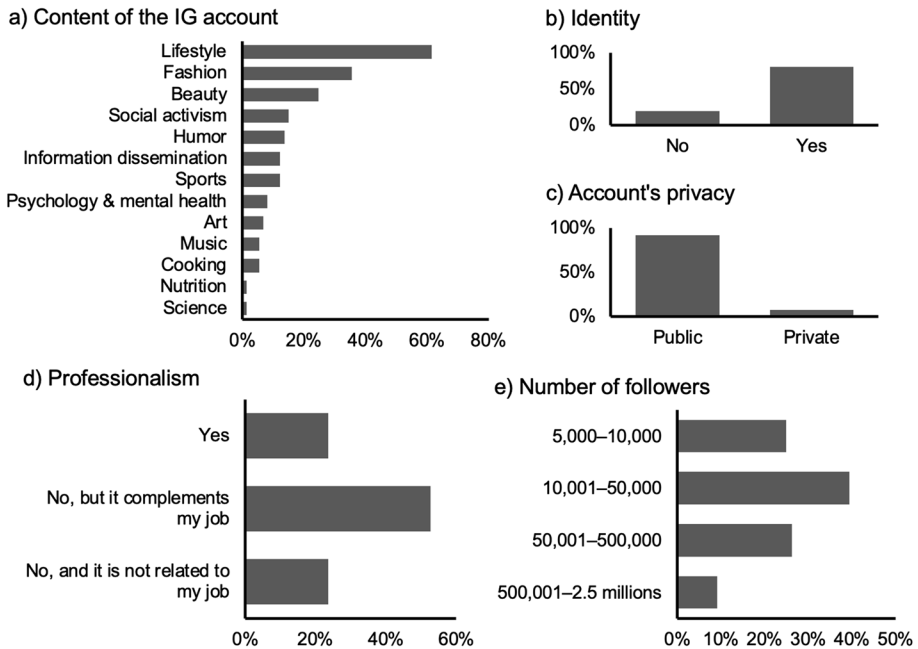 a) Content of the IG account
Lifestyle
Fashion
Beauty
Social activism
Humor
Information dissemination
Sports
Psychology & mental health
Art
Music
Cooking
Nutrition
Science
0% 20% 40% 60% 80%
b) Identity
100%
50%
0%
No Yes
c) Account's privacy
100%
50%
0%
Public Private
d) Professionalism
Yes
No, but it complements
my job
No, and it is not related to
my job
0% 20% 40% 60%
e) Number of followers
5,000–10,000
10,001–50,000
50,001–500,000
500,001–2.5 millions
0% 10% 20% 30% 40% 50%